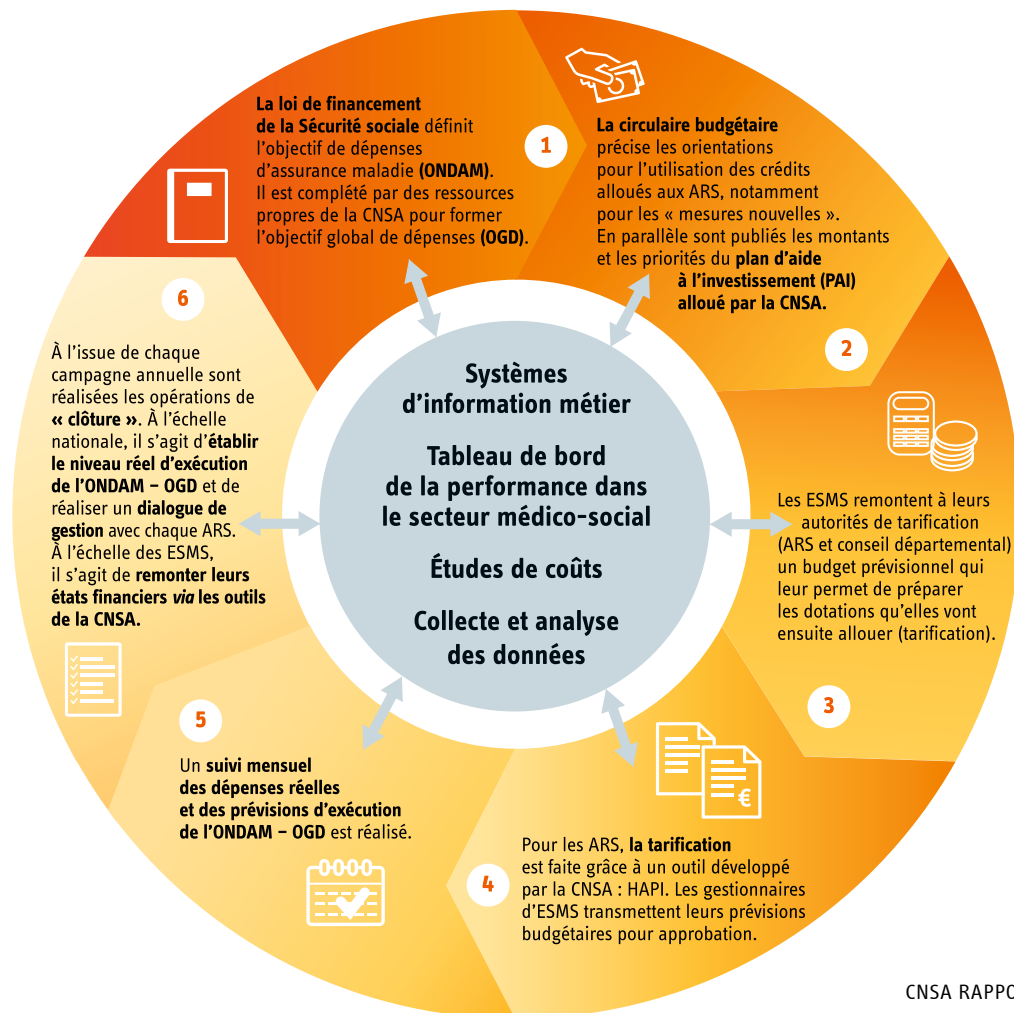 La loi de financement
de la Sécurité sociale définit
l'objectif de dépenses
d'assurance maladie (ONDAM).
Il est complété par des ressources
propres de la CNSA pour former
l'objectif global de dépenses (OGD).
1
La circulaire budgétaire
précise les orientations
pour l'utilisation des crédits
alloués aux ARS, notamment
pour les « mesures nouvelles ».
En parallèle sont publiés les montants
et les priorités du plan d'aide
à l'investissement (PAI)
alloué par la CNSA.
2
Les ESMS remontent à leurs
autorités de tarification
(ARS et conseil départemental)
un budget prévisionnel qui
leur permet de préparer
les dotations qu'elles vont
ensuite allouer (tarification).
3
Pour les ARS, la tarification
est faite grâce à un outil développé
par la CNSA : HAPI. Les gestionnaires
d'ESMS transmettent leurs prévisions
budgétaires pour approbation.
€
4
5
Un suivi mensuel
des dépenses réelles
et des prévisions d'exécution
de l'ONDAM – OGD est réalisé.
6
À l'issue de chaque
campagne annuelle sont
réalisées les opérations de
« clôture ». À l'échelle
nationale, il s'agit d'établir
le niveau réel d'exécution
de l'ONDAM – OGD et de
réaliser un dialogue de
gestion avec chaque ARS.
À l'échelle des ESMS,
il s'agit de remonter leurs
états financiers via les outils
de la CNSA.
Systèmes
d'information métier
Tableau de bord
de la performance dans
le secteur médico-social
Études de coûts
Collecte et analyse
des données
CNSA RAPPO